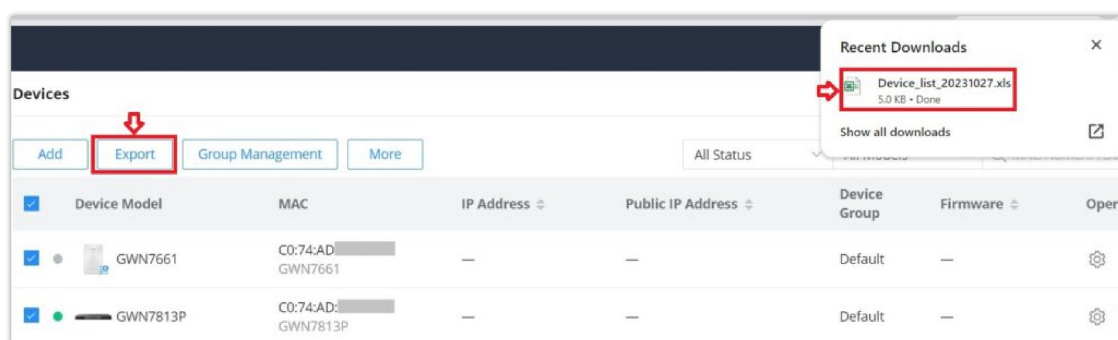 Recent Downloads
Device_list_20231027.xls
5.0 KB • Done
Show all downloads
Devices
Add Export Group Management More All Status
Device Model MAC IP Address Public IP Address Device Group Firmware Oper
GWN7661 C0:74:AD — — Default —
GWN7661
GWN7813P C0:74:AD: — — Default —
GWN7813P